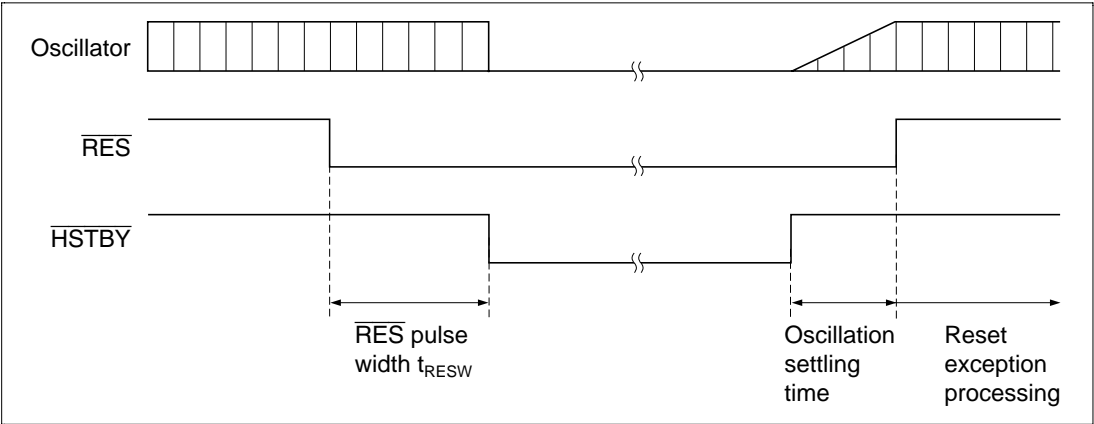 Oscillator
RES
HSTBY
RES pulse
width tRESW
Oscillation
settling
time
Reset
exception
processing